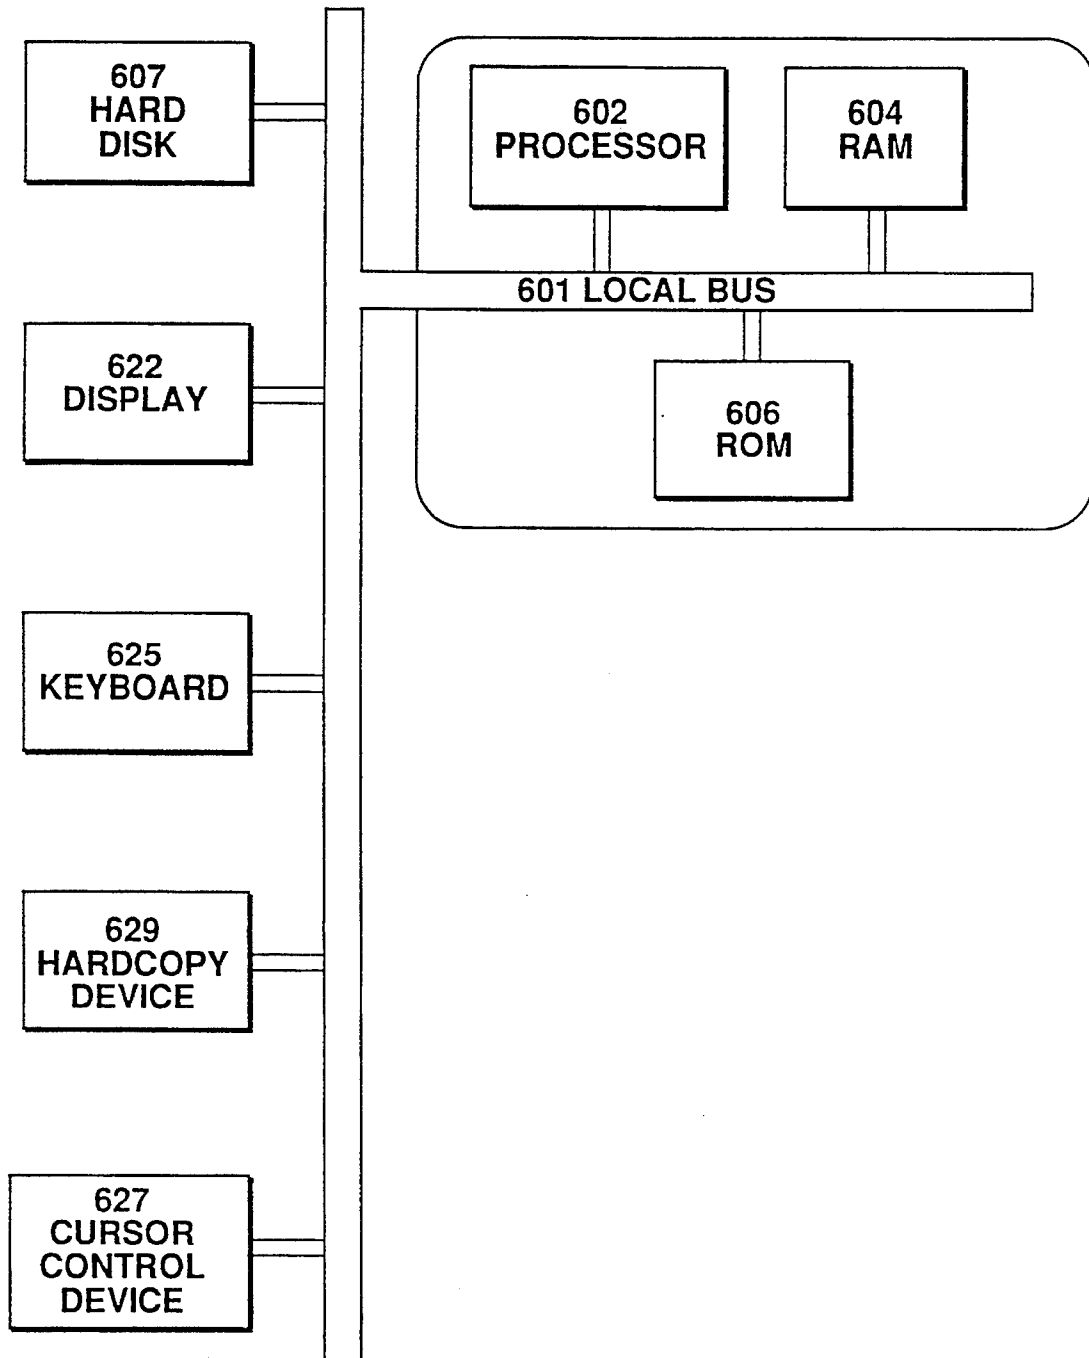 607
HARD
DISK
602
PROCESSOR
604
RAM
601 LOCAL BUS
606
ROM
622
DISPLAY
625
KEYBOARD
629
HARDCOPY
DEVICE
627
CURSOR
CONTROL
DEVICE